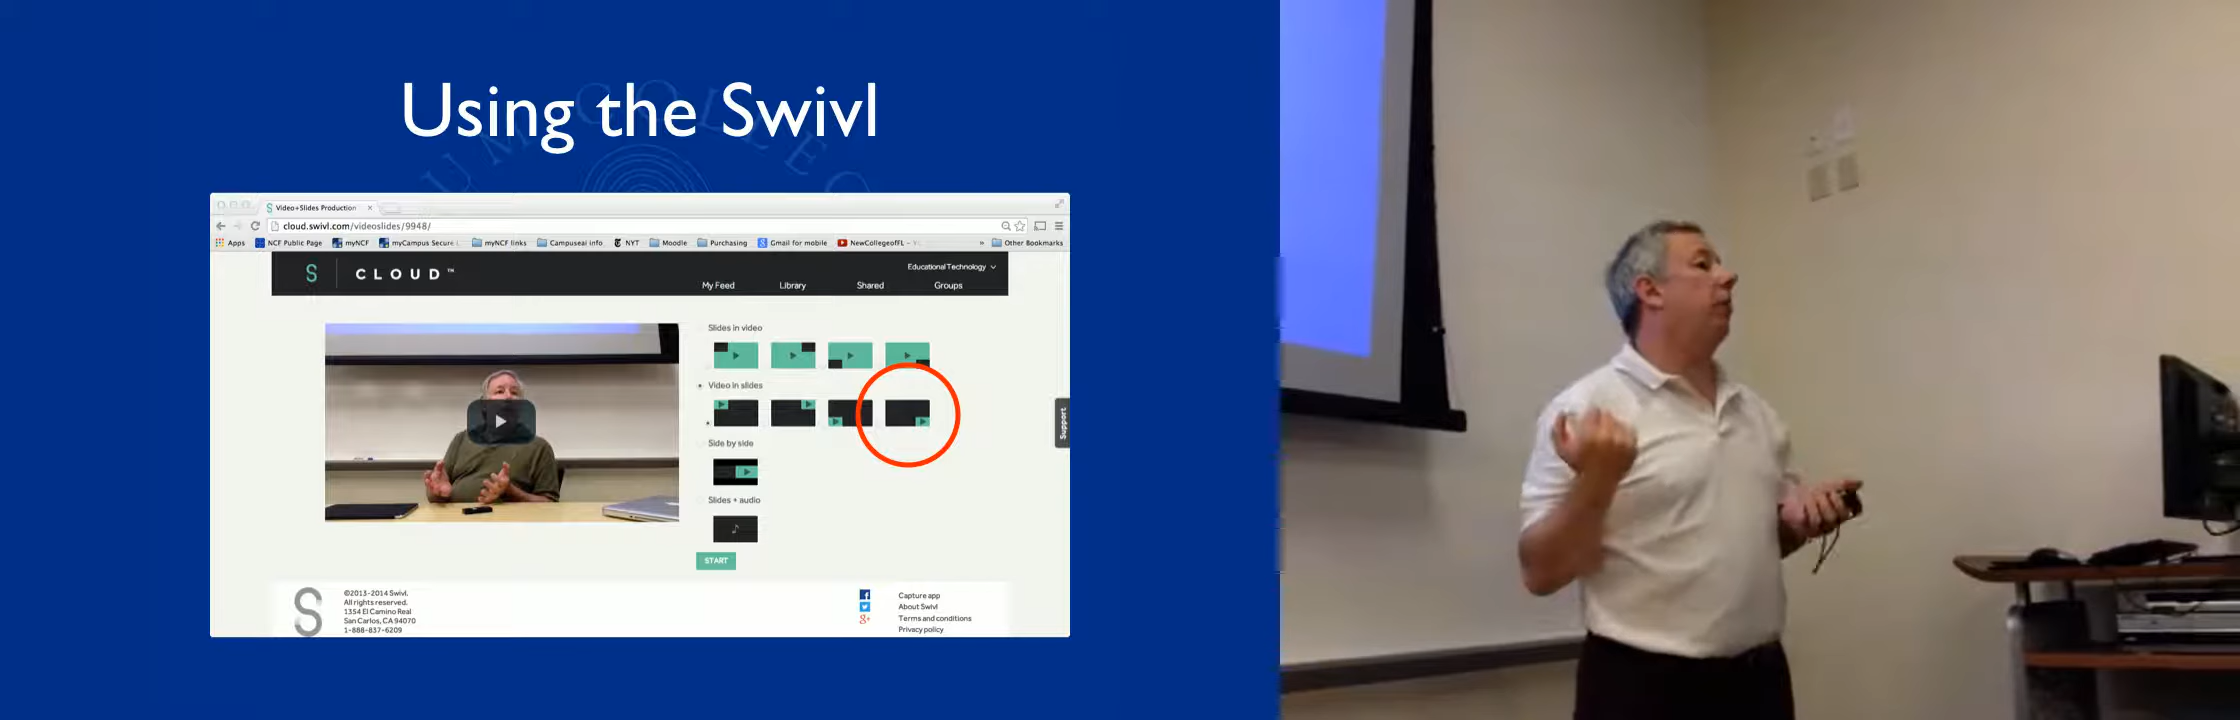 Using the Swivl
Video+Slides Production
cloud.swivl.com/videoslides/9948/
Apps NCF Public Page myNCF myCampus Secure myNCF links Campuseai info NYT Moodle Purchasing Gmail for mobile NewCollegeofFL » Other Bookmarks
S CLOUD™
Educational Technology
My Feed Library Shared Groups
Slides in video
Video in slides
Side by side
Slides + audio
START
Support
©2013-2014 Swivl.
All rights reserved.
1354 El Camino Real
San Carlos, CA 94070
1-888-837-6209
Capture app
About Swivl
Terms and conditions
Privacy policy